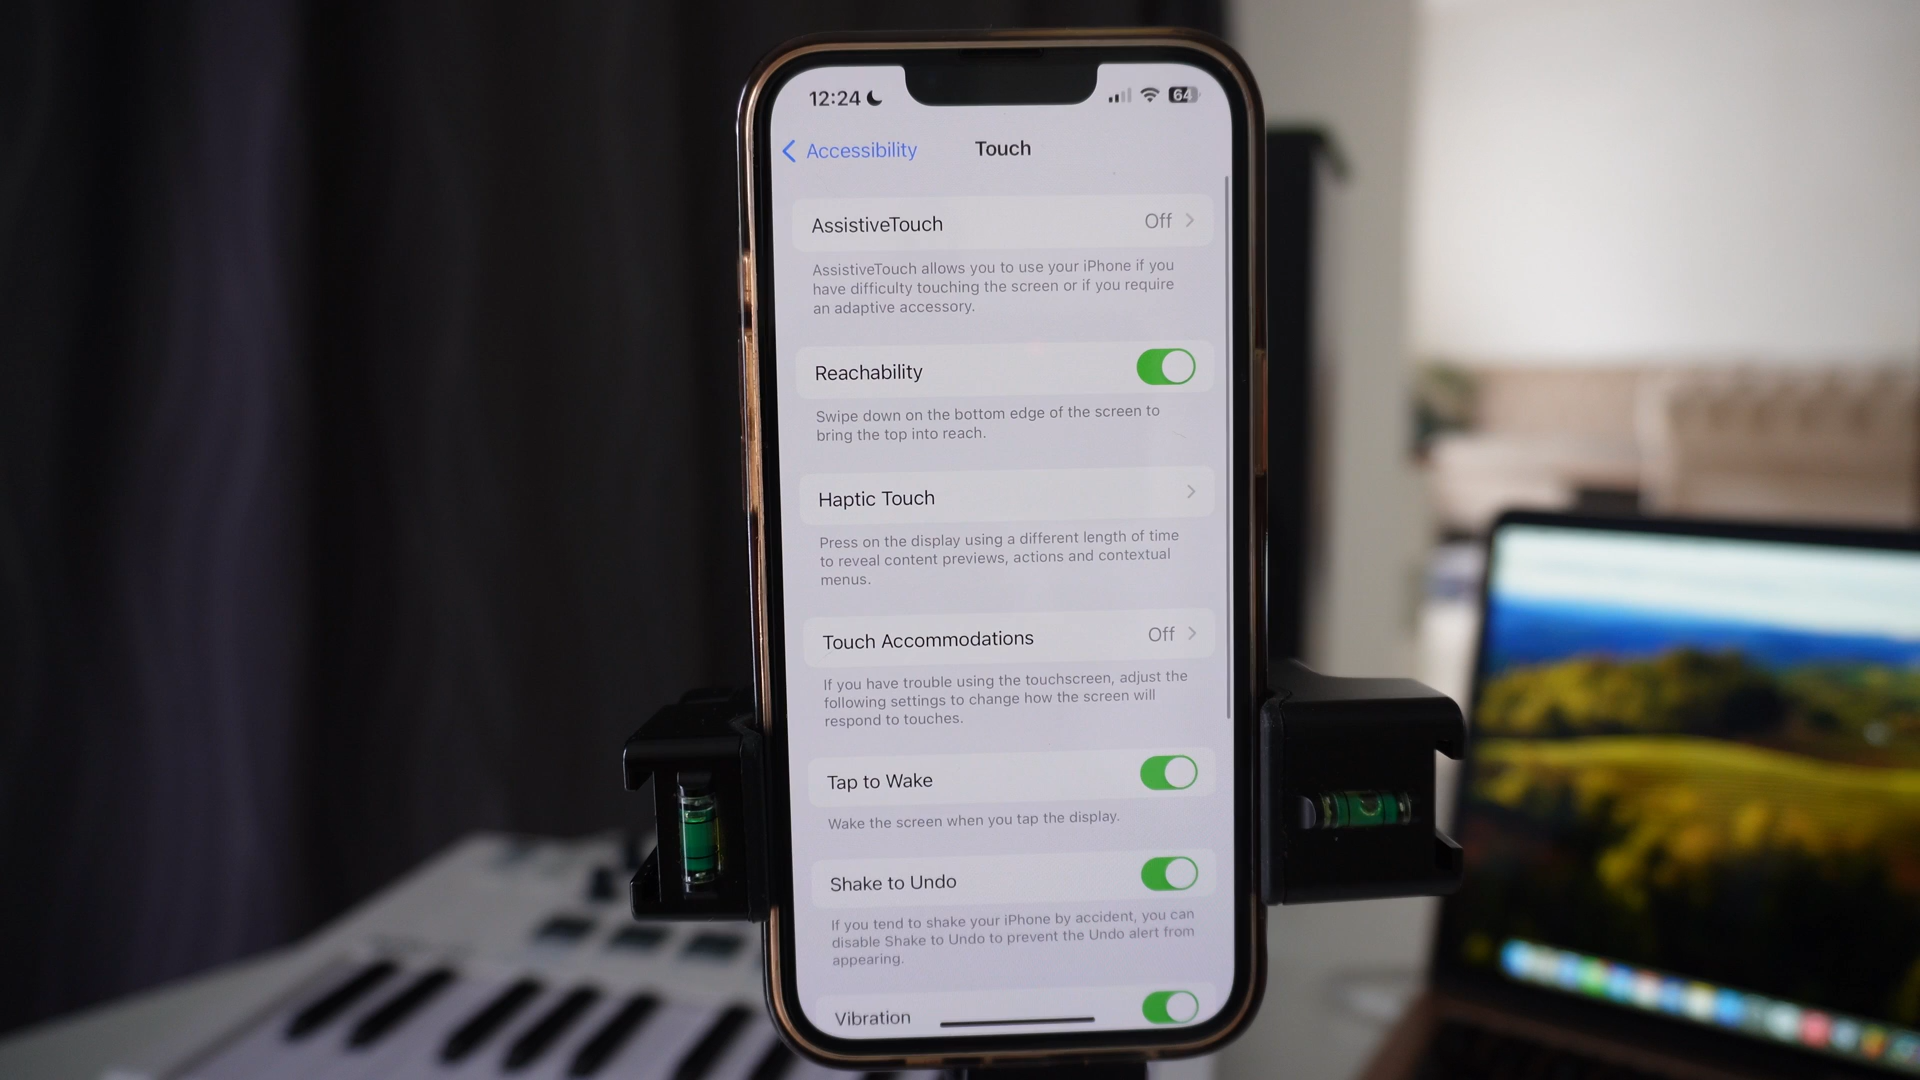 12:24
64
Accessibility
Touch
AssistiveTouch
Off
AssistiveTouch allows you to use your iPhone if you
have difficulty touching the screen or if you require
an adaptive accessory.
Reachability
Swipe down on the bottom edge of the screen to
bring the top into reach.
Haptic Touch
Press on the display using a different length of time
to reveal content previews, actions and contextual
menus.
Touch Accommodations
Off
If you have trouble using the touchscreen, adjust the
following settings to change how the screen will
respond to touches.
Tap to Wake
Wake the screen when you tap the display.
Shake to Undo
If you tend to shake your iPhone by accident, you can
disable Shake to Undo to prevent the Undo alert from
appearing.
Vibration